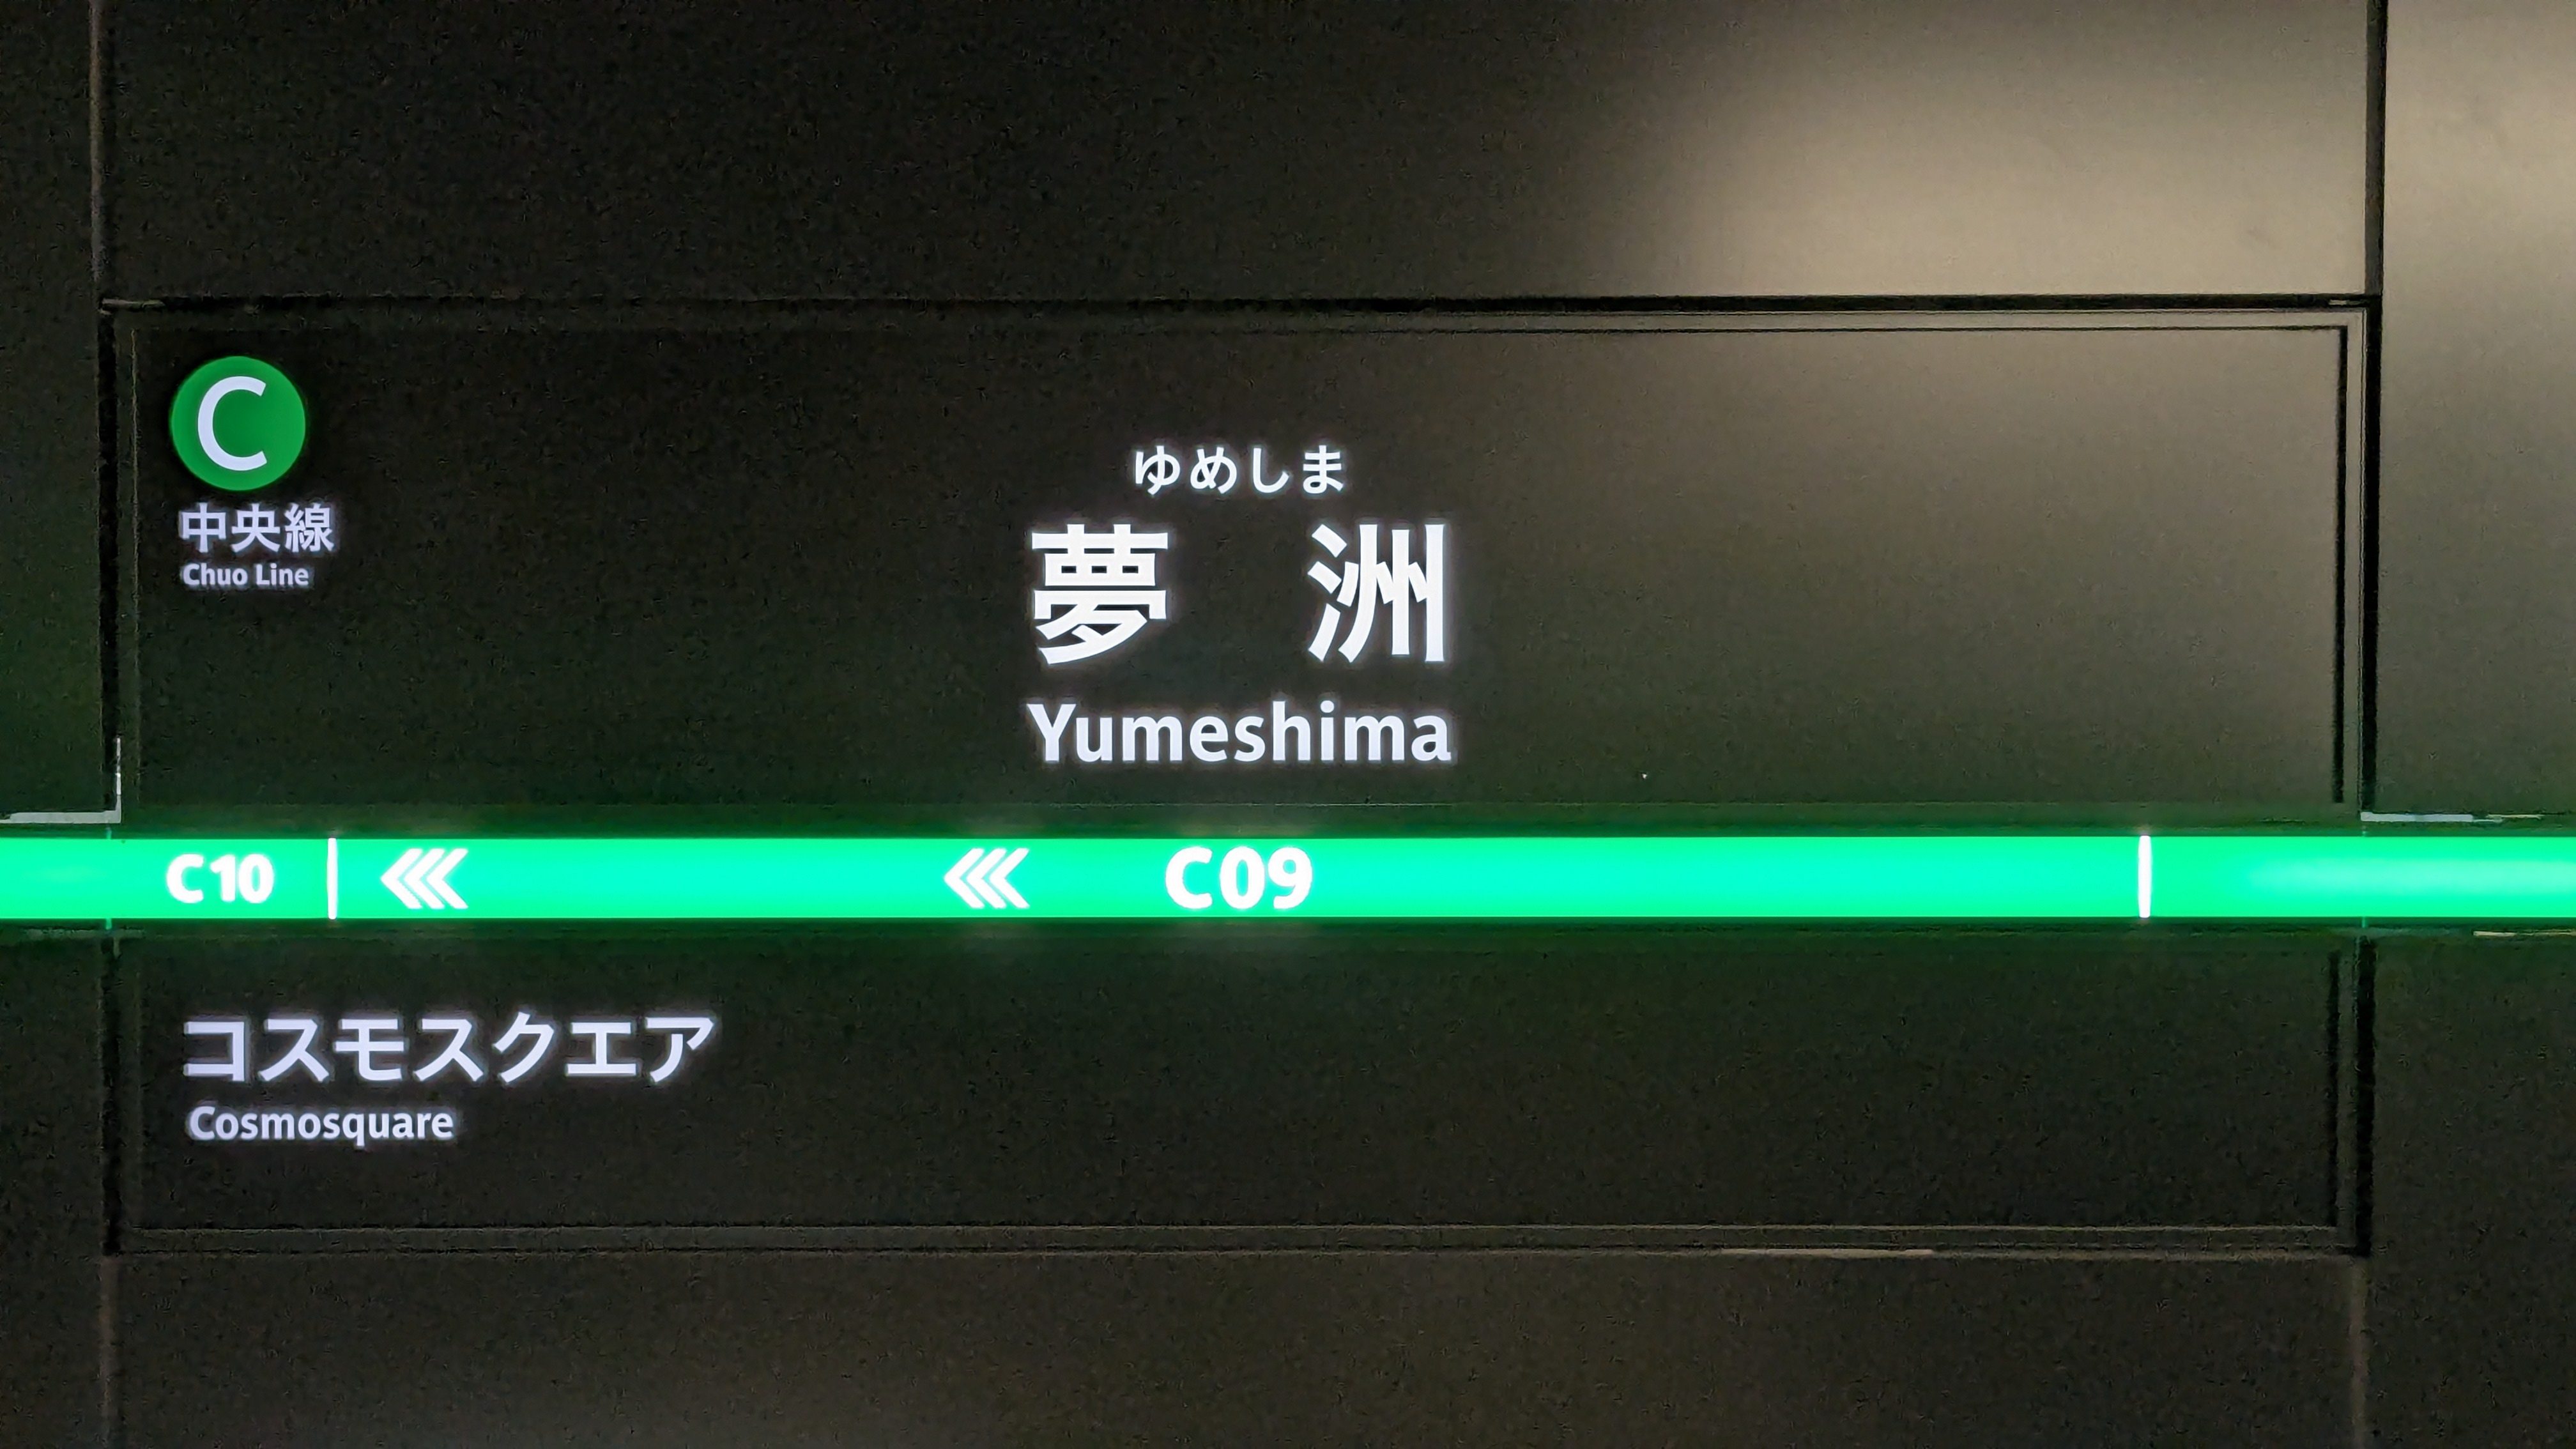 C
中央線
Chuo Line
ゆめしま
夢洲
Yumeshima
C10
C09
コスモスクエア
Cosmosquare